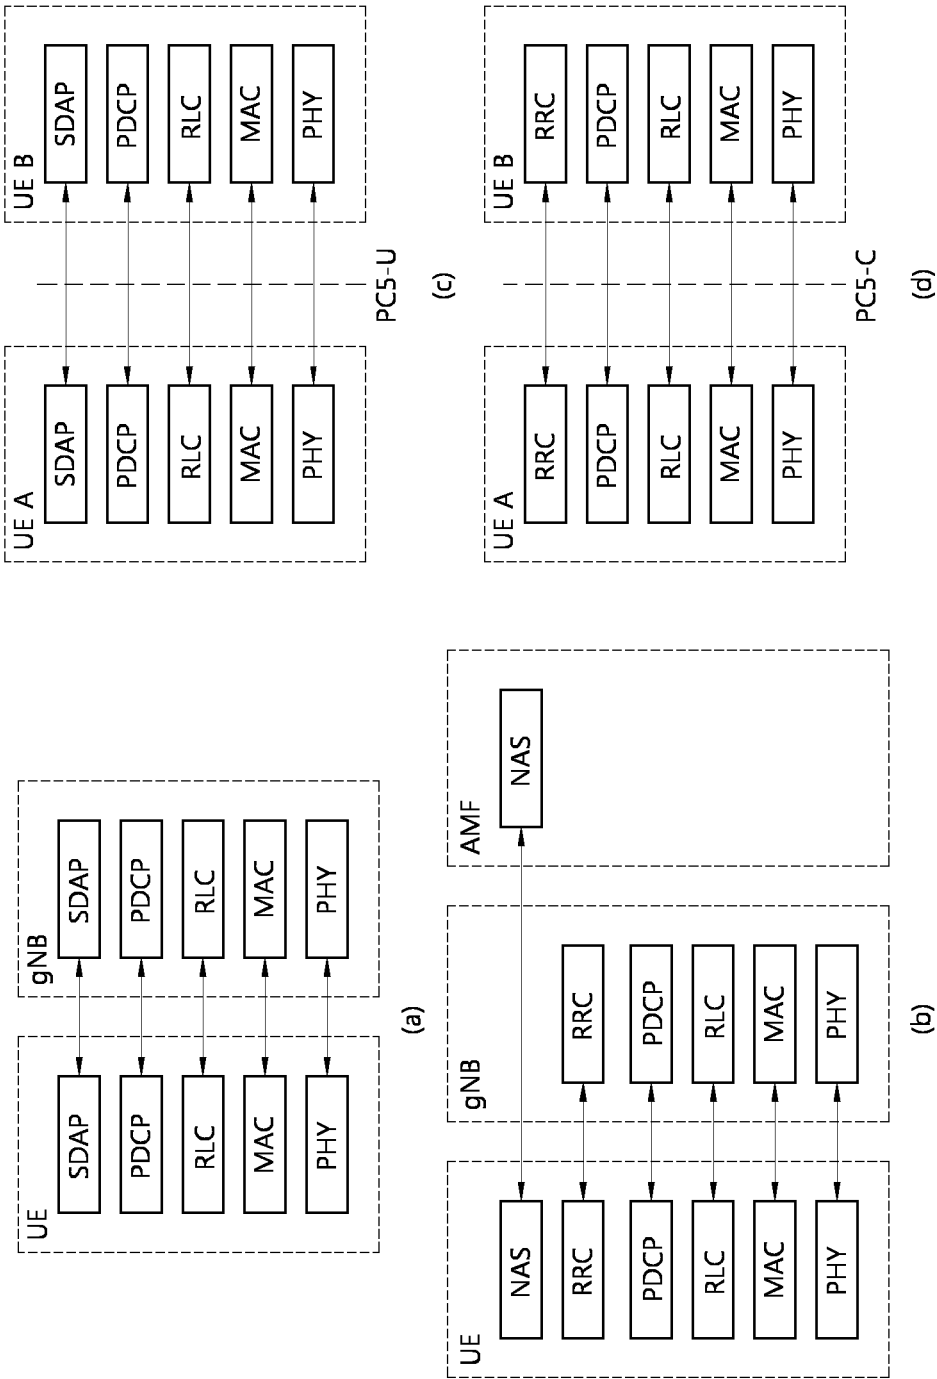 UE
SDAP
PDCP
RLC
MAC
PHY
gNB
SDAP
PDCP
RLC
MAC
PHY
(a)
UE
NAS
RRC
PDCP
RLC
MAC
PHY
gNB
RRC
PDCP
RLC
MAC
PHY
AMF
NAS
(b)
UE A
SDAP
PDCP
RLC
MAC
PHY
UE B
SDAP
PDCP
RLC
MAC
PHY
PC5-U
(c)
UE A
RRC
PDCP
RLC
MAC
PHY
UE B
RRC
PDCP
RLC
MAC
PHY
PC5-C
(d)